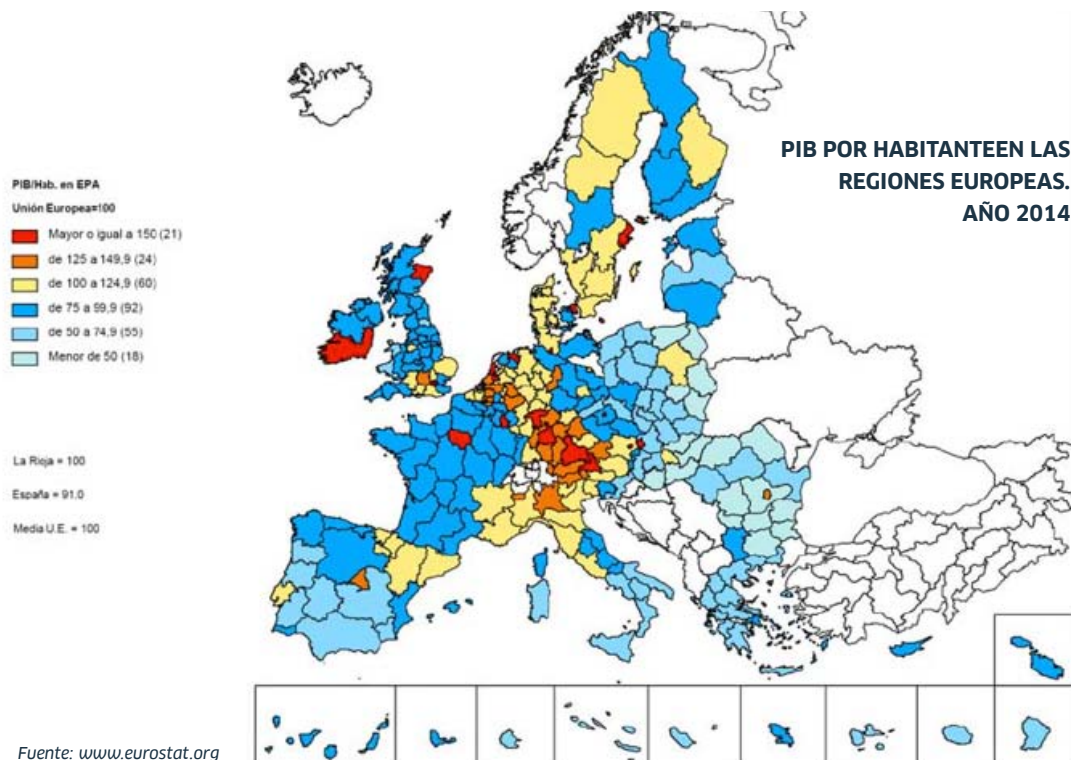 PIB POR HABITANTEEN LAS
REGIONES EUROPEAS.
AÑO 2014
PIB/Hab. en EPA
Unión Europea=100
Mayor o igual a 150 (21)
de 125 a 149,9 (24)
de 100 a 124,9 (60)
de 75 a 99,9 (92)
de 50 a 74,9 (55)
Menor de 50 (18)
La Rioja = 100
España = 91.0
Media U.E. = 100
Fuente: www.eurostat.org